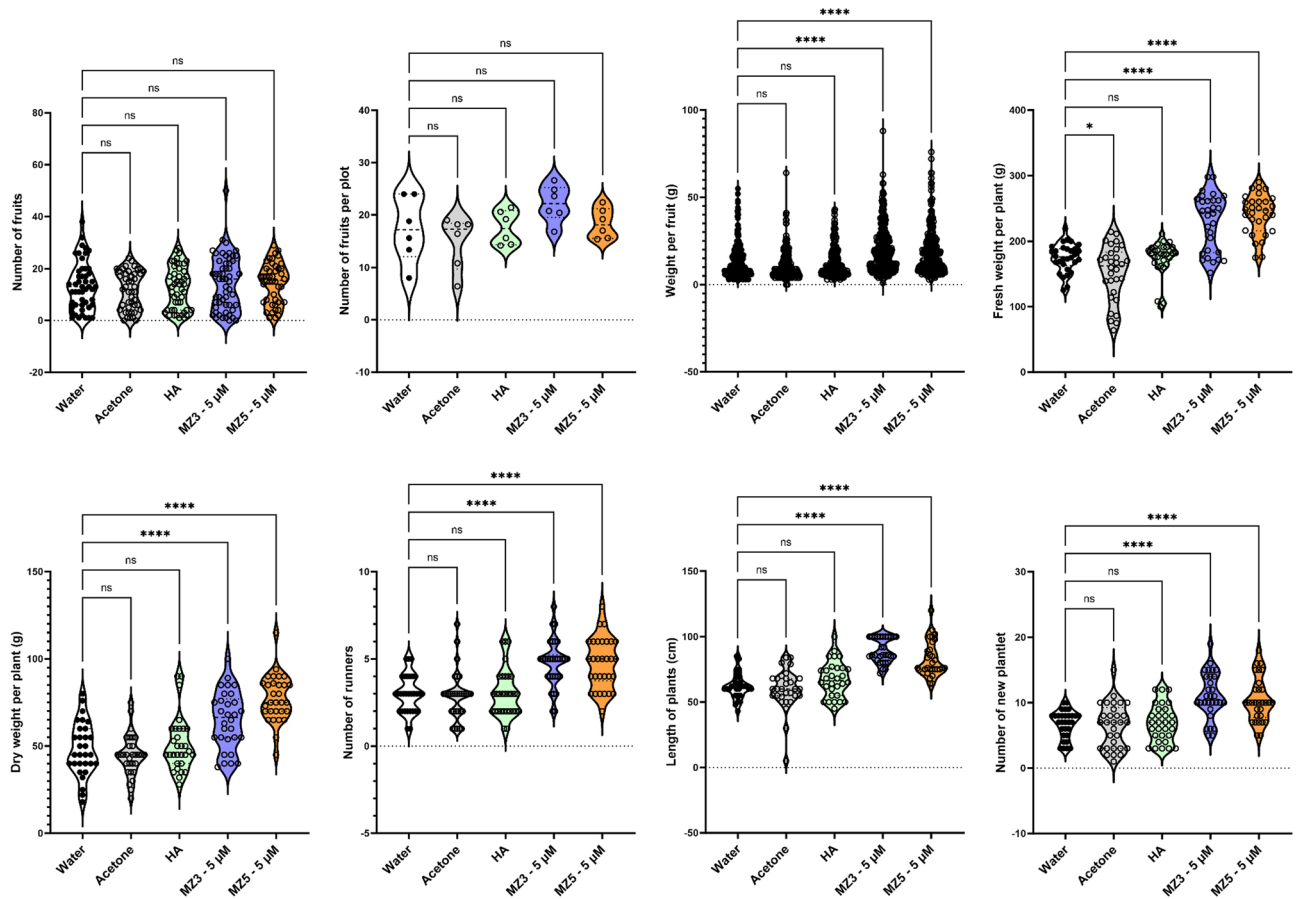 ns
ns
ns
ns
Number of fruits
80
60
40
20
0
-20
Water
Acetone
HA
MZ3 - 5 µM
MZ5 - 5 µM
ns
ns
ns
ns
Number of fruits per plot
40
30
20
10
0
-10
Water
Acetone
HA
MZ3 - 5 µM
MZ5 - 5 µM
****
****
ns
ns
Weight per fruit (g)
100
50
0
-50
Water
Acetone
HA
MZ3 - 5 µM
MZ5 - 5 µM
****
****
ns
*
Fresh weight per plant (g)
400
300
200
100
0
Water
Acetone
HA
MZ3 - 5 µM
MZ5 - 5 µM
****
****
ns
ns
Dry weight per plant (g)
150
100
50
0
Water
Acetone
HA
MZ3 - 5 µM
MZ5 - 5 µM
****
****
ns
ns
Number of runners
10
5
0
-5
Water
Acetone
HA
MZ3 - 5 µM
MZ5 - 5 µM
****
****
ns
ns
Length of plants (cm)
150
100
50
0
-50
Water
Acetone
HA
MZ3 - 5 µM
MZ5 - 5 µM
****
****
ns
ns
Number of new plantlet
30
20
10
0
-10
Water
Acetone
HA
MZ3 - 5 µM
MZ5 - 5 µM